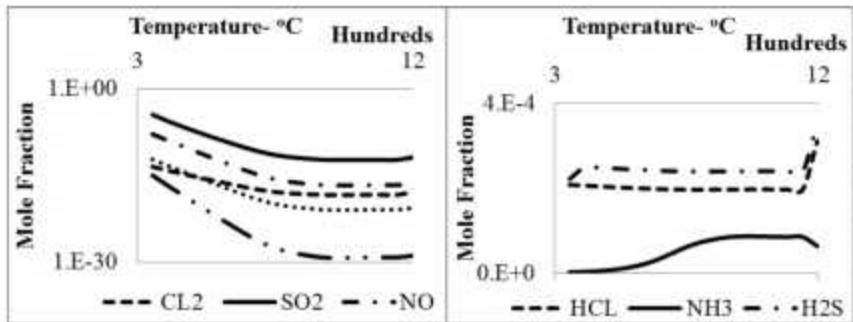 Temperature- ºC
Hundreds
3
12
1.E+00
Mole Fraction
1.E-30
CL2
SO2
NO
Temperature- ºC
Hundreds
3
12
4.E-4
Mole Fraction
0.E+0
HCL
NH3
H2S